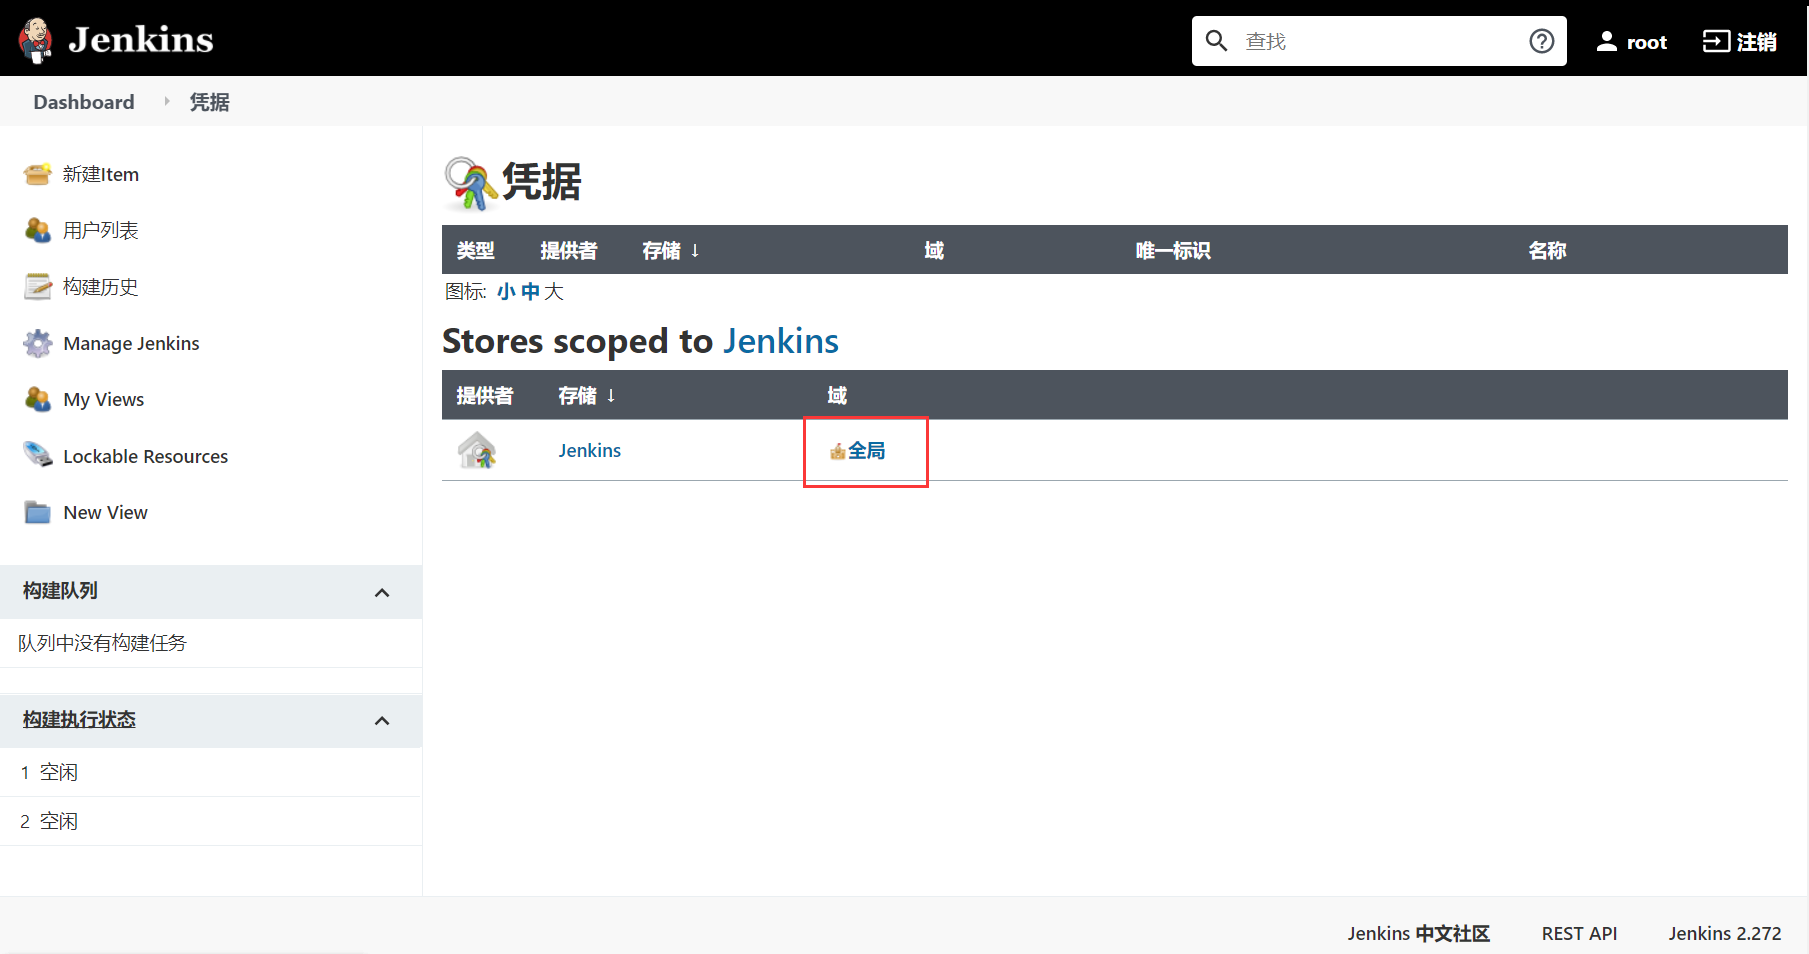 Jenkins
查找
root
注销
Dashboard
凭据
新建Item
用户列表
构建历史
Manage Jenkins
My Views
Lockable Resources
New View
构建队列
队列中没有构建任务
构建执行状态
1 空闲
2 空闲
凭据
类型 提供者 存储 ↓ 域 唯一标识 名称
图标: 小 中 大
Stores scoped to Jenkins
提供者 存储 ↓ 域
Jenkins 全局
Jenkins 中文社区 REST API Jenkins 2.272